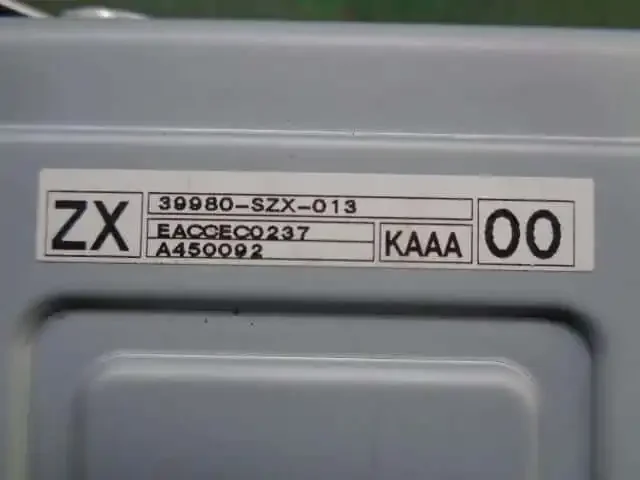 ZX
39980-SZX-013
EACCEC0237
A450092
KAAA
00